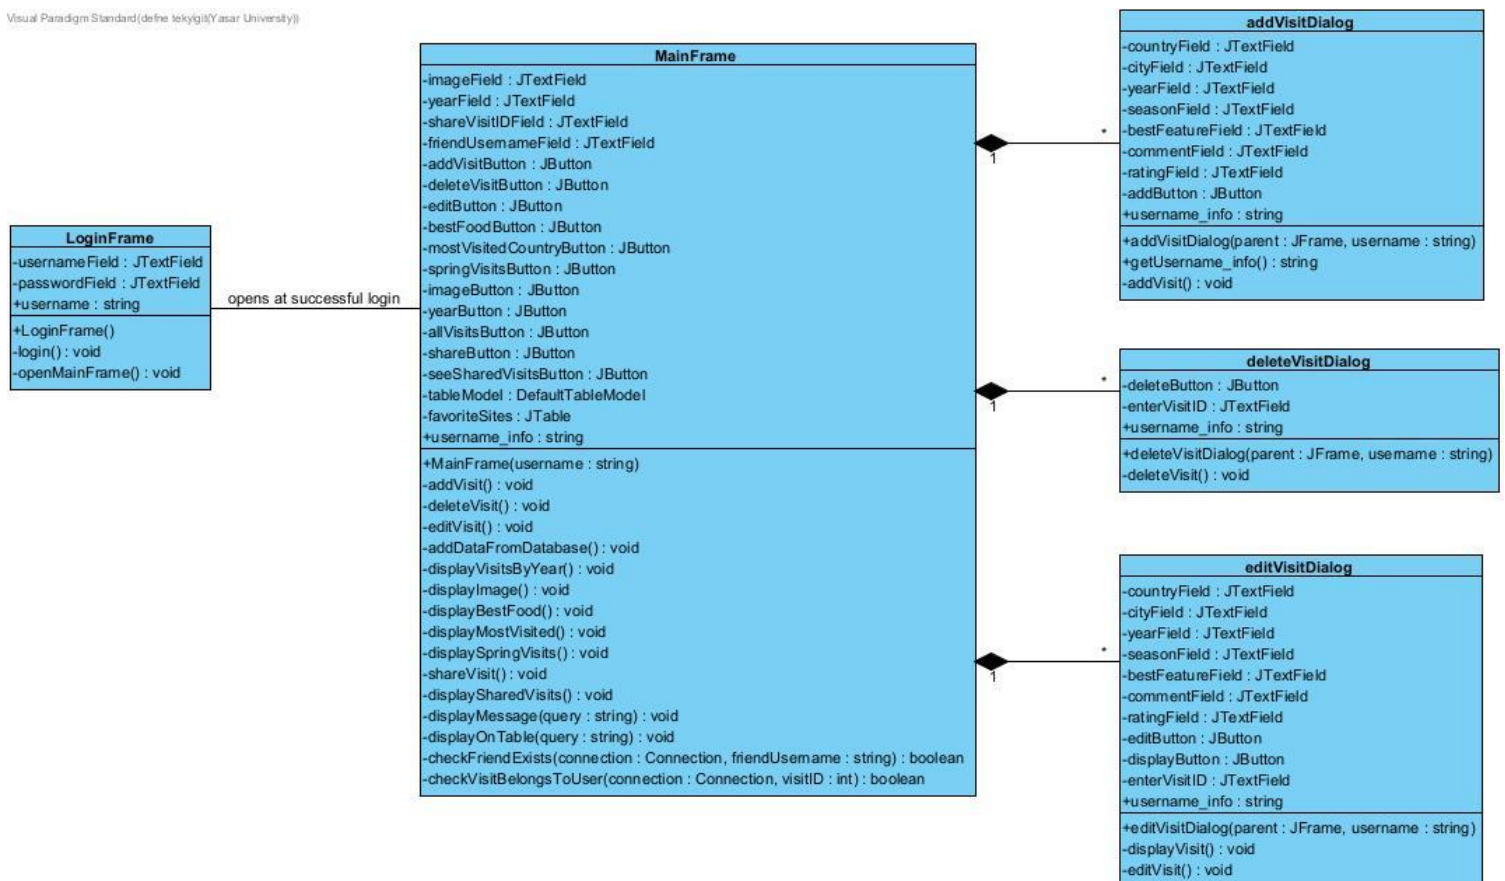 Visual Paradigm Standard(defne tekyigit(Yasar University))
LoginFrame
-usernameField : JTextField
-passwordField : JTextField
+username : string
+LoginFrame()
-login() : void
-openMainFrame() : void
opens at successful login
MainFrame
-imageField : JTextField
-yearField : JTextField
-shareVisitIDField : JTextField
-friendUsernameField : JTextField
-addVisitButton : JButton
-deleteVisitButton : JButton
-editButton : JButton
-bestFoodButton : JButton
-mostVisitedCountryButton : JButton
-springVisitsButton : JButton
-imageButton : JButton
-yearButton : JButton
-allVisitsButton : JButton
-shareButton : JButton
-seeSharedVisitsButton : JButton
-tableModel : DefaultTableModel
-favoriteSites : JTable
+username_info : string
+MainFrame(username : string)
-addVisit() : void
-deleteVisit() : void
-editVisit() : void
-addDataFromDatabase() : void
-displayVisitsByYear() : void
-displayImage() : void
-displayBestFood() : void
-displayMostVisited() : void
-displaySpringVisits() : void
-shareVisit() : void
-displaySharedVisits() : void
-displayMessage(query : string) : void
-displayOnTable(query : string) : void
-checkFriendExists(connection : Connection, friendUsername : string) : boolean
-checkVisitBelongsToUser(connection : Connection, visitID : int) : boolean
1
*
1
*
1
*
addVisitDialog
-countryField : JTextField
-cityField : JTextField
-yearField : JTextField
-seasonField : JTextField
-bestFeatureField : JTextField
-commentField : JTextField
-ratingField : JTextField
-addButton : JButton
+username_info : string
+addVisitDialog(parent : JFrame, username : string)
+getUsername_info() : string
-addVisit() : void
deleteVisitDialog
-deleteButton : JButton
-enterVisitID : JTextField
+username_info : string
+deleteVisitDialog(parent : JFrame, username : string)
-deleteVisit() : void
editVisitDialog
-countryField : JTextField
-cityField : JTextField
-yearField : JTextField
-seasonField : JTextField
-bestFeatureField : JTextField
-commentField : JTextField
-ratingField : JTextField
-editButton : JButton
-displayButton : JButton
-enterVisitID : JTextField
+username_info : string
+editVisitDialog(parent : JFrame, username : string)
-displayVisit() : void
-editVisit() : void